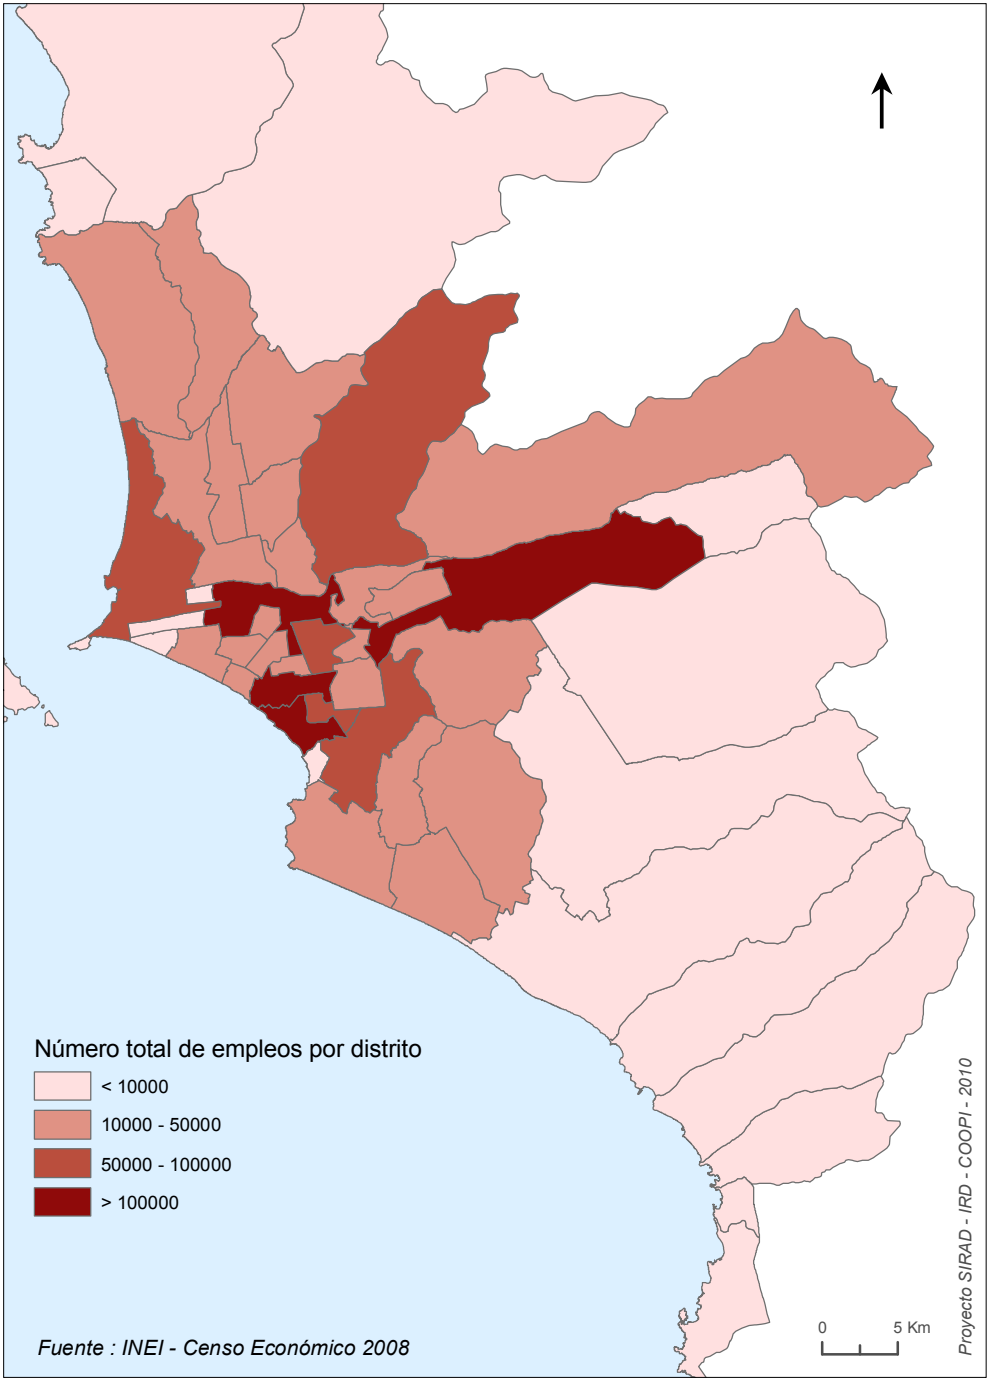 Número total de empleos por distrito
< 10000
10000 - 50000
50000 - 100000
> 100000
Fuente : INEI - Censo Económico 2008
0 5 Km
Proyecto SIRAD - IRD - COOPI - 2010